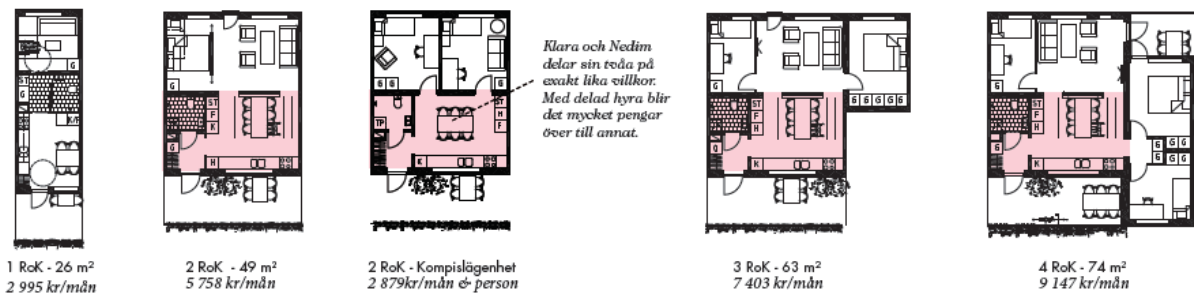 Klara och Nedim
delar sin tvåa på
exakt lika villkor.
Med delad hyra blir
det mycket pengar
över till annat.
1 RoK - 26 m²
2 995 kr/mån
2 RoK - 49 m²
5 758 kr/mån
2 RoK - Kompislägenhet
2 879kr/mån & person
3 RoK - 63 m²
7 403 kr/mån
4 RoK - 74 m²
9 147 kr/mån